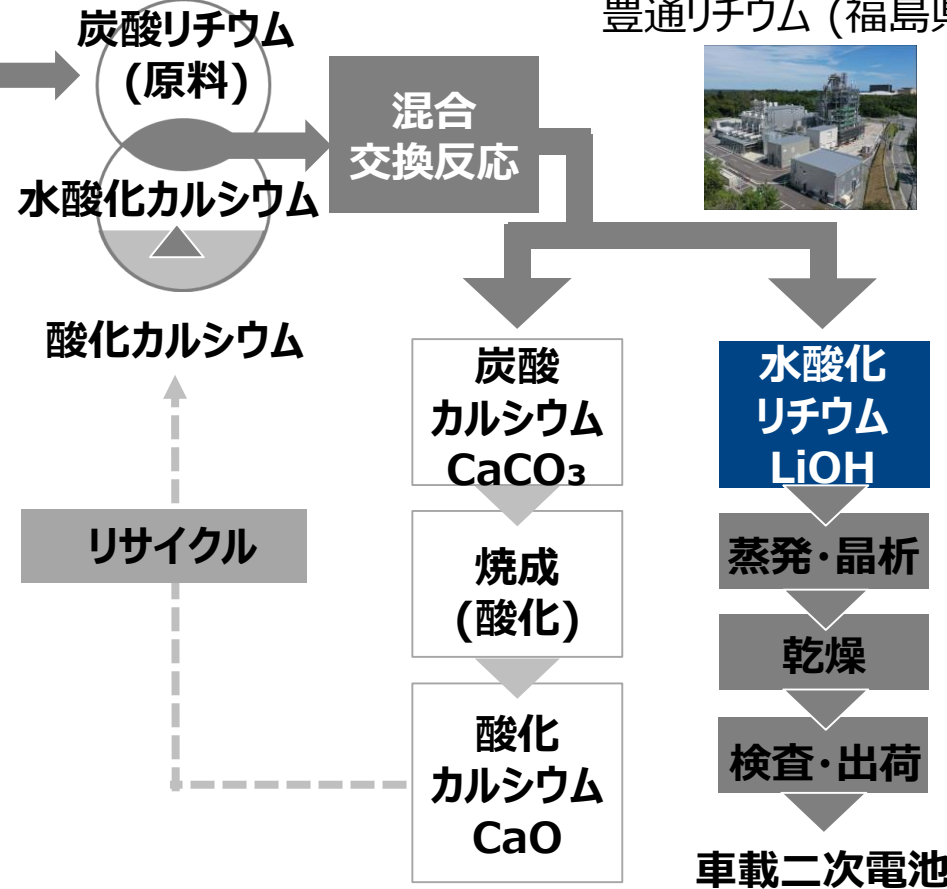 豊通リチウム (福島県
炭酸リチウム
(原料)
混合
交換反応
水酸化カルシウム
酸化カルシウム
炭酸
カルシウム
CaCO₃
水酸化
リチウム
LiOH
リサイクル
焼成
(酸化)
蒸発･晶析
乾燥
酸化
カルシウム
CaO
検査･出荷
車載二次電池